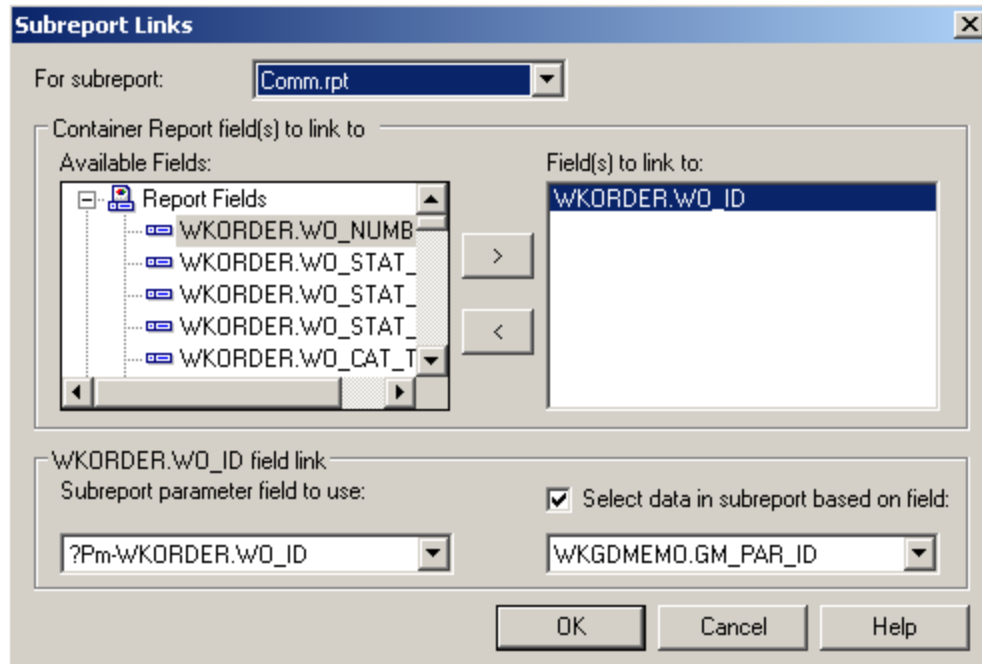 Subreport Links
For subreport: Comm.rpt
Container Report field(s) to link to
Available Fields:
Report Fields
WKORDER.WO_NUMB
WKORDER.WO_STAT_
WKORDER.WO_STAT_
WKORDER.WO_STAT_
WKORDER.WO_CAT_T
>
<
Field(s) to link to:
WKORDER.WO_ID
WKORDER.WO_ID field link
Subreport parameter field to use:
?Pm-WKORDER.WO_ID
Select data in subreport based on field:
WKGDMEMO.GM_PAR_ID
OK Cancel Help